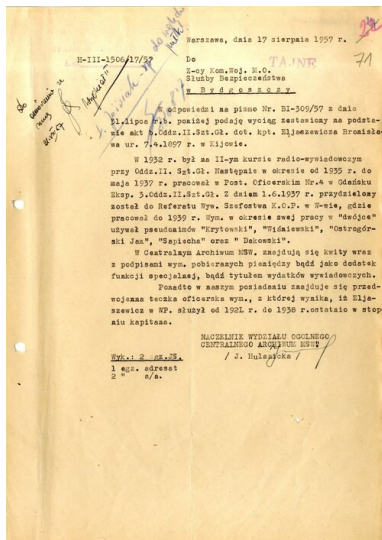 Warszawa, dnia 17 sierpnia 1957 r.
TAJNE
71
H-III-1506/17/57
Do
Z-cy Kom.Woj. M.O.
Służby Bezpieczeństwa
w Bydgoszczy
W odpowiedzi na pismo Nr. BI-309/57 z dnia
31.lipca r.b. poniżej podaję wyciąg zestawiony na podsta-
wie akt b.Oddz.II.Szt.Gł. dot. kpt. Eljaszewicza Bronisła-
wa ur. 7.4.1897 r. w Kijowie.
W 1932 r. był na II-ym kursie radio-wywiadowczym
przy Oddz.II. Szt.Gł. Następnie w okresie od 1935 r. do
maja 1937 r. pracował w Post. Oficerskim Nr.4 w Gdańsku
Eksp. 3.Oddz.II.Szt.Gł. Z dniem 1.6.1937 r. przydzielony
został do Referatu Wyw. Szefostwa K.O.P. w W-wie, gdzie
pracował do 1939 r. Wym. w okresie swej pracy w "dwójce"
używał pseudonimów "Krytowski", "Wiśniewski", "Ostrogór-
ski Jan", "Sapiecha" oraz " Dakowski".
W Centralnym Archiwum MSW. znajdują się kwity wraz
z podpisami wym. pobieranych pieniędzy bądź jako dodatek
funkcji specjalnej, bądź tytułem wydatków wywiadowczych.
Ponadto w naszym posiadaniu znajduje się przed-
wojenna teczka oficerska wym., z której wynika, iż Elja-
szewicz w WP. służył od 1921 r. do 1938 r.ostatnio w stop
niu kapitana.
NACZELNIK WYDZIAŁU OGÓLNEGO
CENTRALNEGO ARCHIWUM MSW
/ J. Hulanicka /
Wyk.: 2 egz.JS.
1 egz. adresat
2 " a/a.